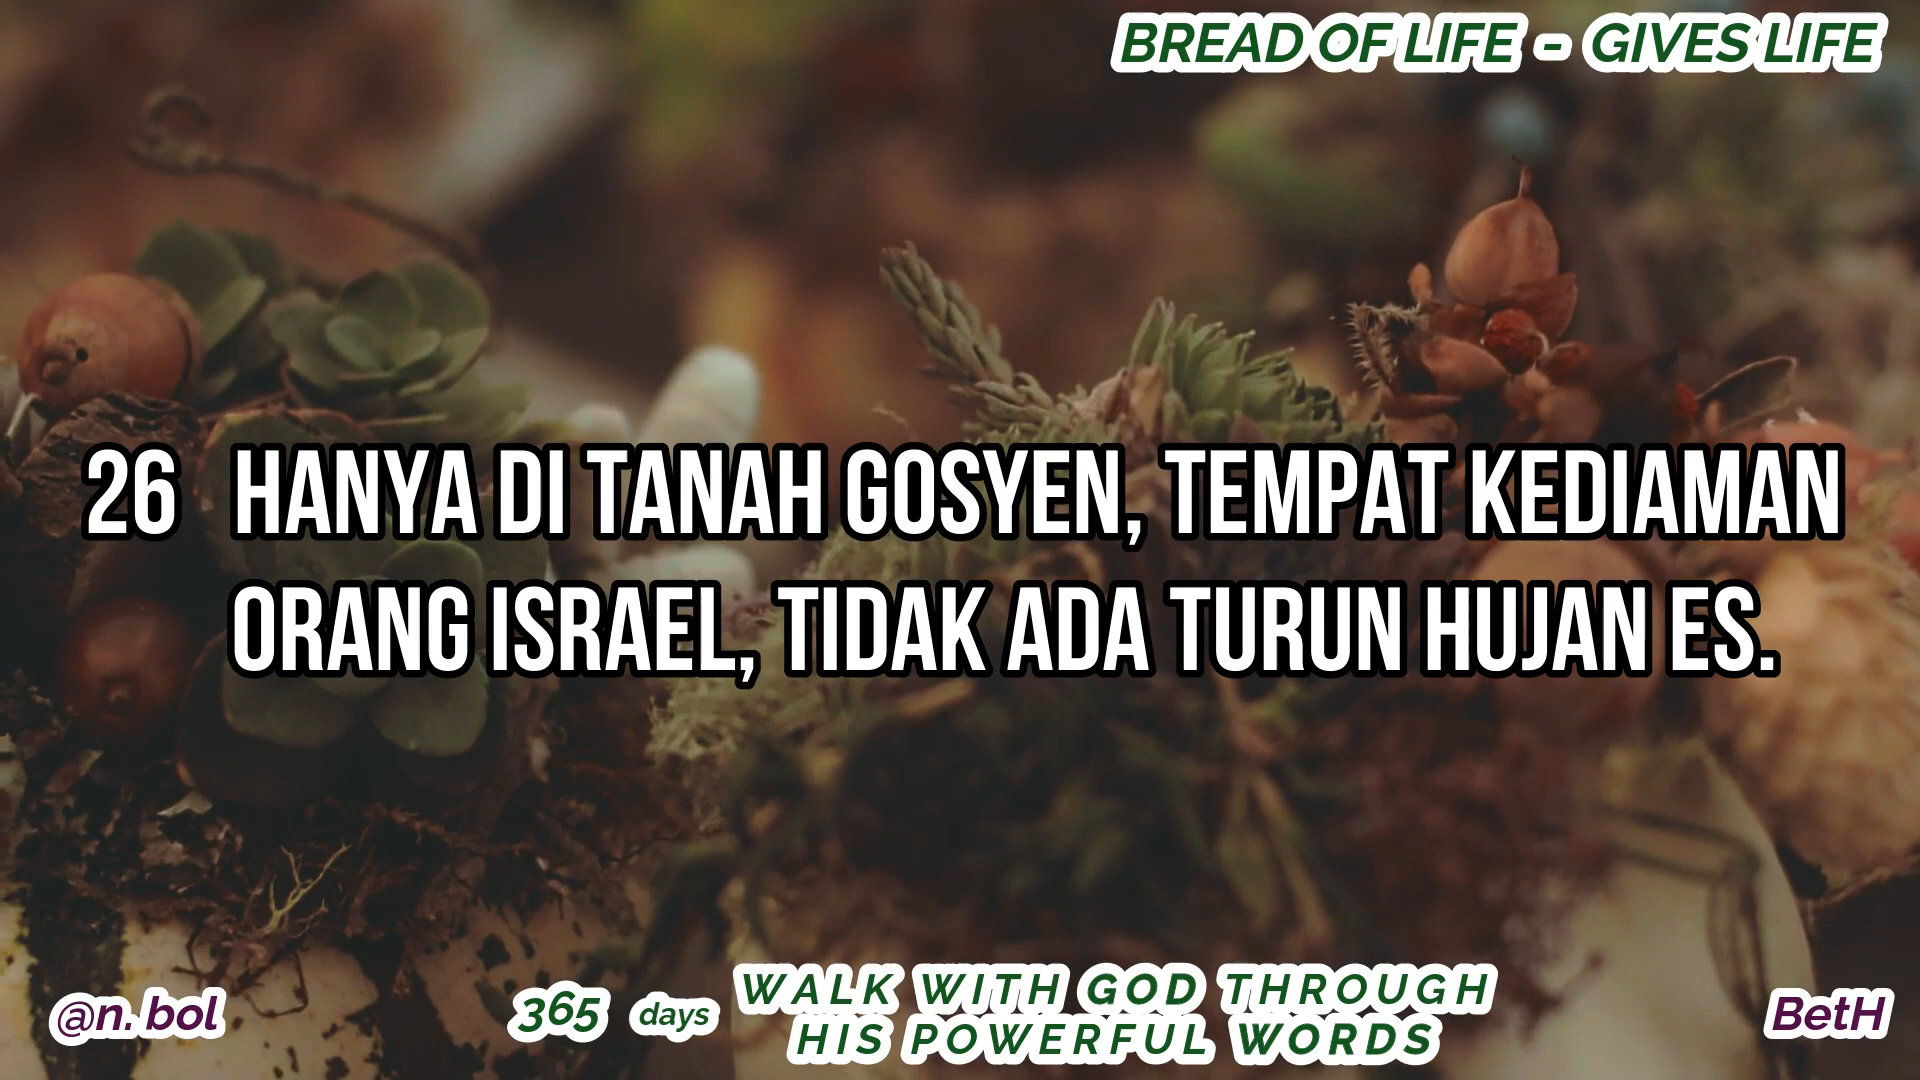 BREAD OF LIFE - GIVES LIFE
26 HANYA DI TANAH GOSYEN, TEMPAT KEDIAMAN
ORANG ISRAEL, TIDAK ADA TURUN HUJAN ES.
@n.bol
365 days
WALK WITH GOD THROUGH
HIS POWERFUL WORDS
BetH